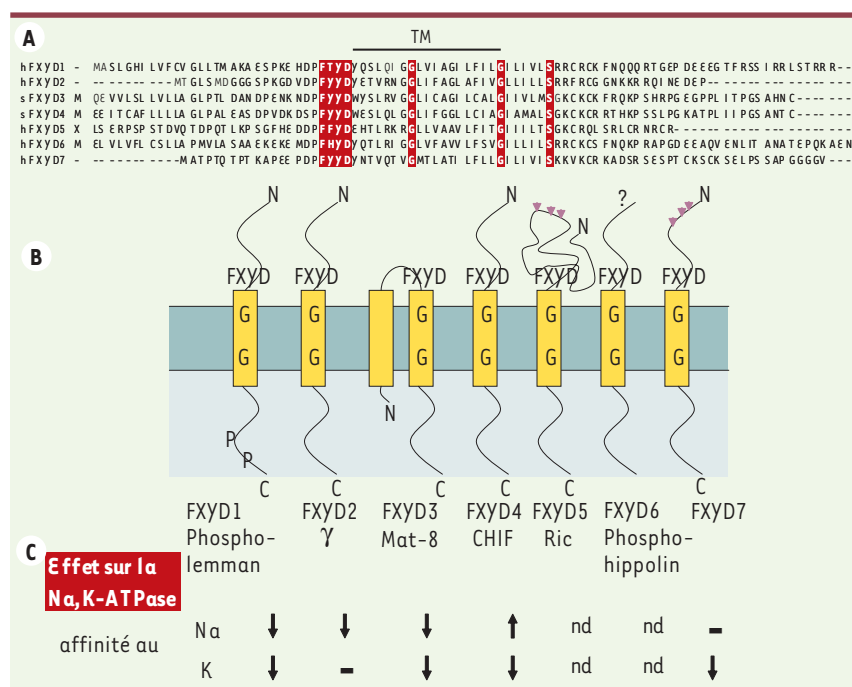 A
TM
hFXYD1 - MASLGHILVFCVGLLTMAKAESPKEHDPFTYDYQSLQIGGLVIAGILFILGILIVLSRRCRCKFNQQQRTGEPDEEEGTFRSSIRRLSTRRR--
hFXYD2 - ----------MTGLSMDGGGSPKGDVDPFYYDYETVRNGGLIFAGLAFIVGLLILLSRRFRCGGNKKRRQINEDEP--
sFXYD3 M QEVVLSLLVLLAGLPTLDANDPENKNDPFYYDWYSLRVGGLICAGILCALGIIVLMSGKCKCKFRQKPSHRPGEGPPLITPGSAHNC-----
sFXYD4 M EEITCAFLLLLAGLPALEASDPVDKDSPFYYDWESLQLGGLIFGGLLCIAGIAMALSGKCKCRRTHKPSSLPGKATPLIIPGSANTC-----
hFXYD5 X LSERPSPSTDVQTDPQTLKPSGFHEDDPFFYDEHTLRKRGLLVAAVLFITGIIILTSGKCRQLSRLCRNRCR--
hFXYD6 M ELVLVFLCSLLAPMVLASAAEKEKEMDPFHYDYQTLRIGGLVFAVVLFSVGILLILSRRCKCSFNQKPRAPGDEEAQVENLITANATEPQKAEN
hFXYD7 ----------MATPTQTPTKAPEEPDPFYYDYNTVQTVGMTLATILFLLGILIVISKKVKCRKADSRSESPTCKSCKSELPSSAPGGGGV---
B
N N N N ? N
FXYD FXYD FXYD FXYD FXYD FXYD FXYD
G G G G G G G
G G G G G G G
N
P
P
C C C C C C
FXYD1 FXYD2 FXYD3 FXYD4 FXYD5 FXYD6 FXYD7
Phospho- γ Mat-8 CHIF Ric Phospho-
lemman hippolin
C
Effet sur la
Na,K-ATPase
affinité au
Na ↓ ↓ ↓ ↑ nd nd -
K ↓ - ↓ ↓ nd nd ↓